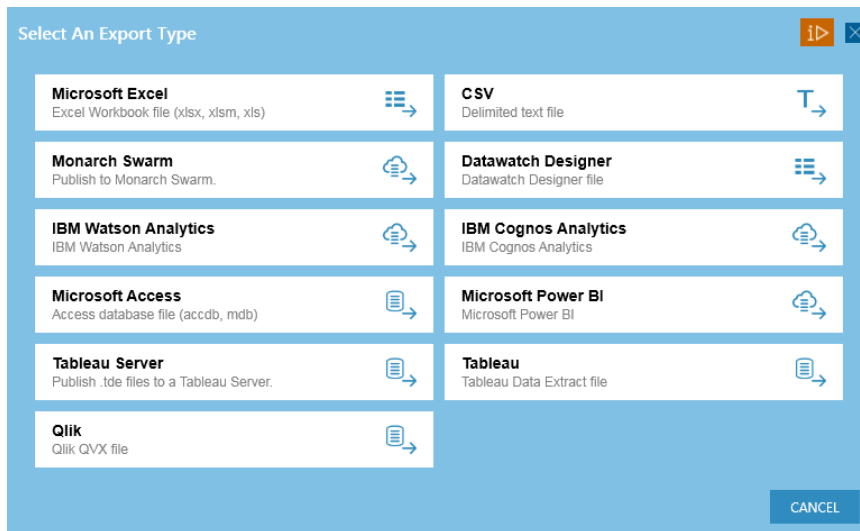 Select An Export Type
Microsoft Excel
Excel Workbook file (xlsx, xlsm, xls)
CSV
Delimited text file
Monarch Swarm
Publish to Monarch Swarm.
Datawatch Designer
Datawatch Designer file
IBM Watson Analytics
IBM Watson Analytics
IBM Cognos Analytics
IBM Cognos Analytics
Microsoft Access
Access database file (accdb, mdb)
Microsoft Power BI
Microsoft Power BI
Tableau Server
Publish .tde files to a Tableau Server.
Tableau
Tableau Data Extract file
Qlik
Qlik QVX file
CANCEL